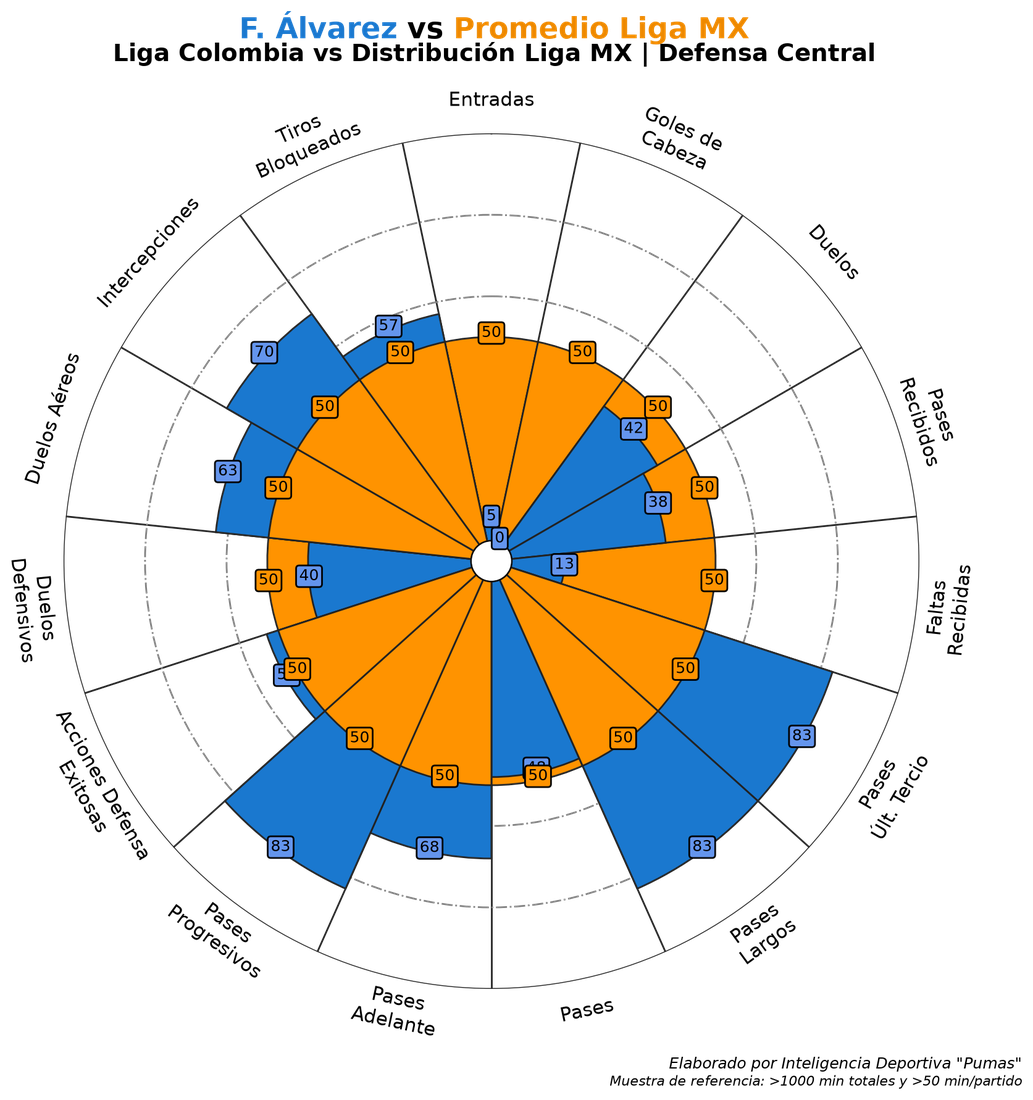 F. Álvarez vs Promedio Liga MX
Liga Colombia vs Distribución Liga MX | Defensa Central
Entradas
Goles de
Cabeza
Duelos
Pases
Recibidos
Faltas
Recibidas
Pases
Últ. Tercio
Pases
Largos
Pases
Pases
Adelante
Pases
Progresivos
Acciones Defensa
Exitosas
Duelos
Defensivos
Duelos Aéreos
Intercepciones
Tiros
Bloqueados
5
50
0
50
42
50
38
50
13
50
83
50
83
50
48
50
68
50
83
50
50
40
50
63
50
70
50
57
50
Elaborado por Inteligencia Deportiva "Pumas"
Muestra de referencia: >1000 min totales y >50 min/partido